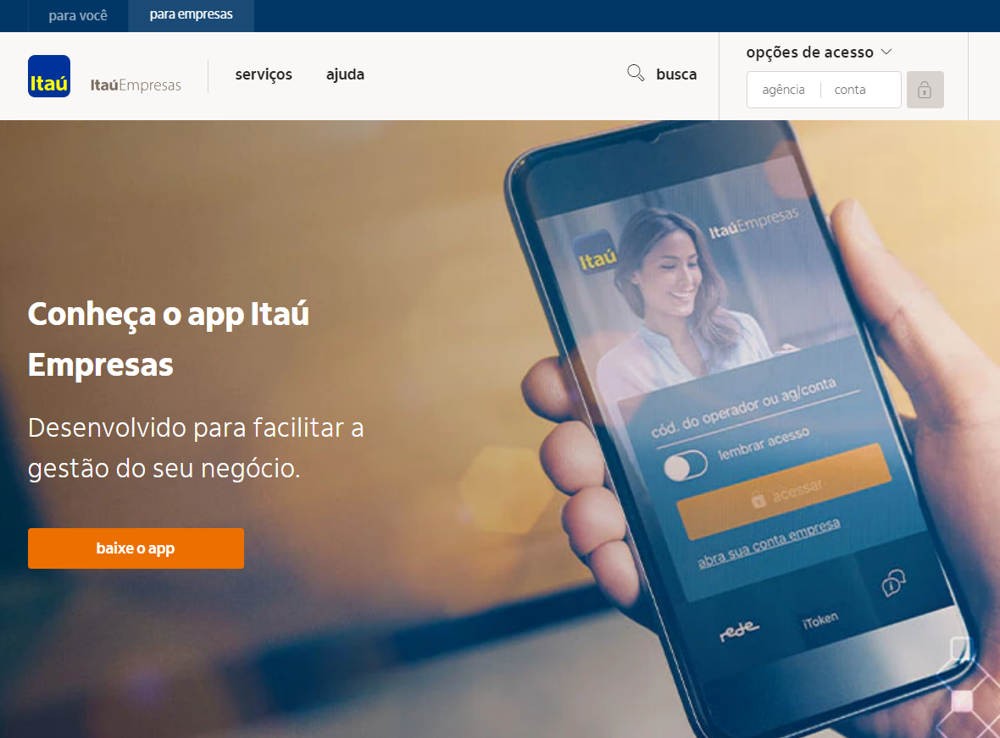 para você
para empresas
Itaú
ItaúEmpresas
serviços
ajuda
busca
opções de acesso
agência
conta
Conheça o app Itaú
Empresas
Desenvolvido para facilitar a
gestão do seu negócio.
baixe o app
Itaú
ItaúEmpresas
cód. do operador ou ag/conta
lembrar acesso
acessar
abra sua conta empresa
rede
iToken